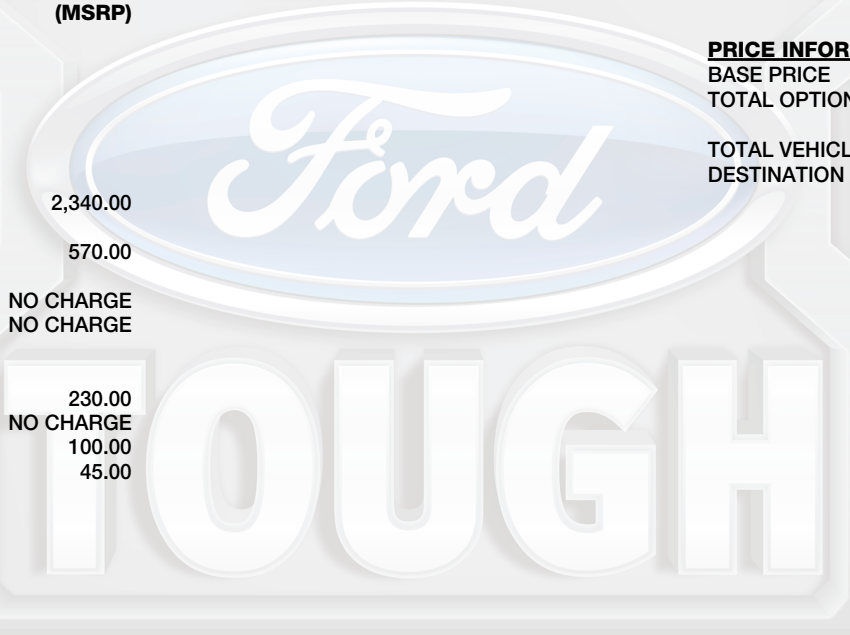 (MSRP)
2,340.00
570.00
NO CHARGE
NO CHARGE
230.00
NO CHARGE
100.00
45.00
PRICE INFOR
BASE PRICE
TOTAL OPTION
TOTAL VEHICL
DESTINATION
Ford
TOUGH